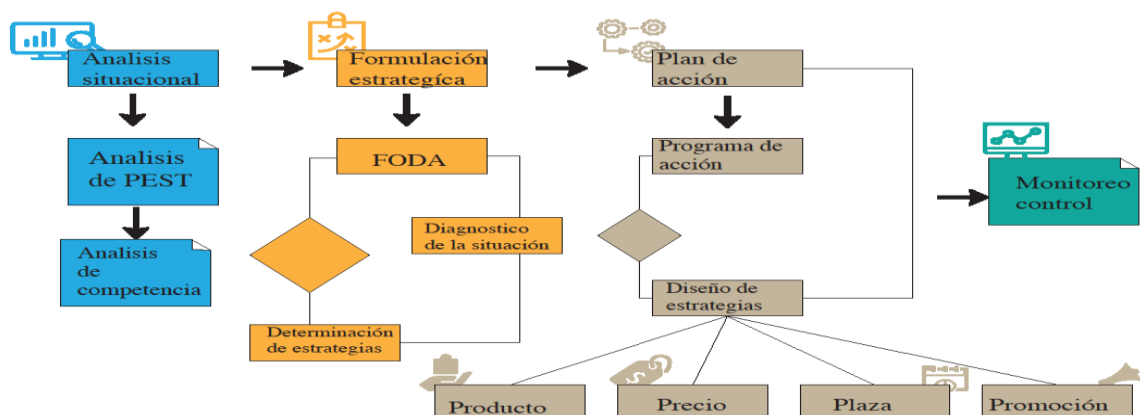 Analisis
situacional
Formulación
estrategíca
Plan de
acción
Analisis
de PEST
FODA
Programa de
acción
Monitoreo
control
Diagnostico
de la situación
Analisis
de
competencia
Diseño de
estrategias
Determinación
de estrategias
Producto
Precio
Plaza
Promoción